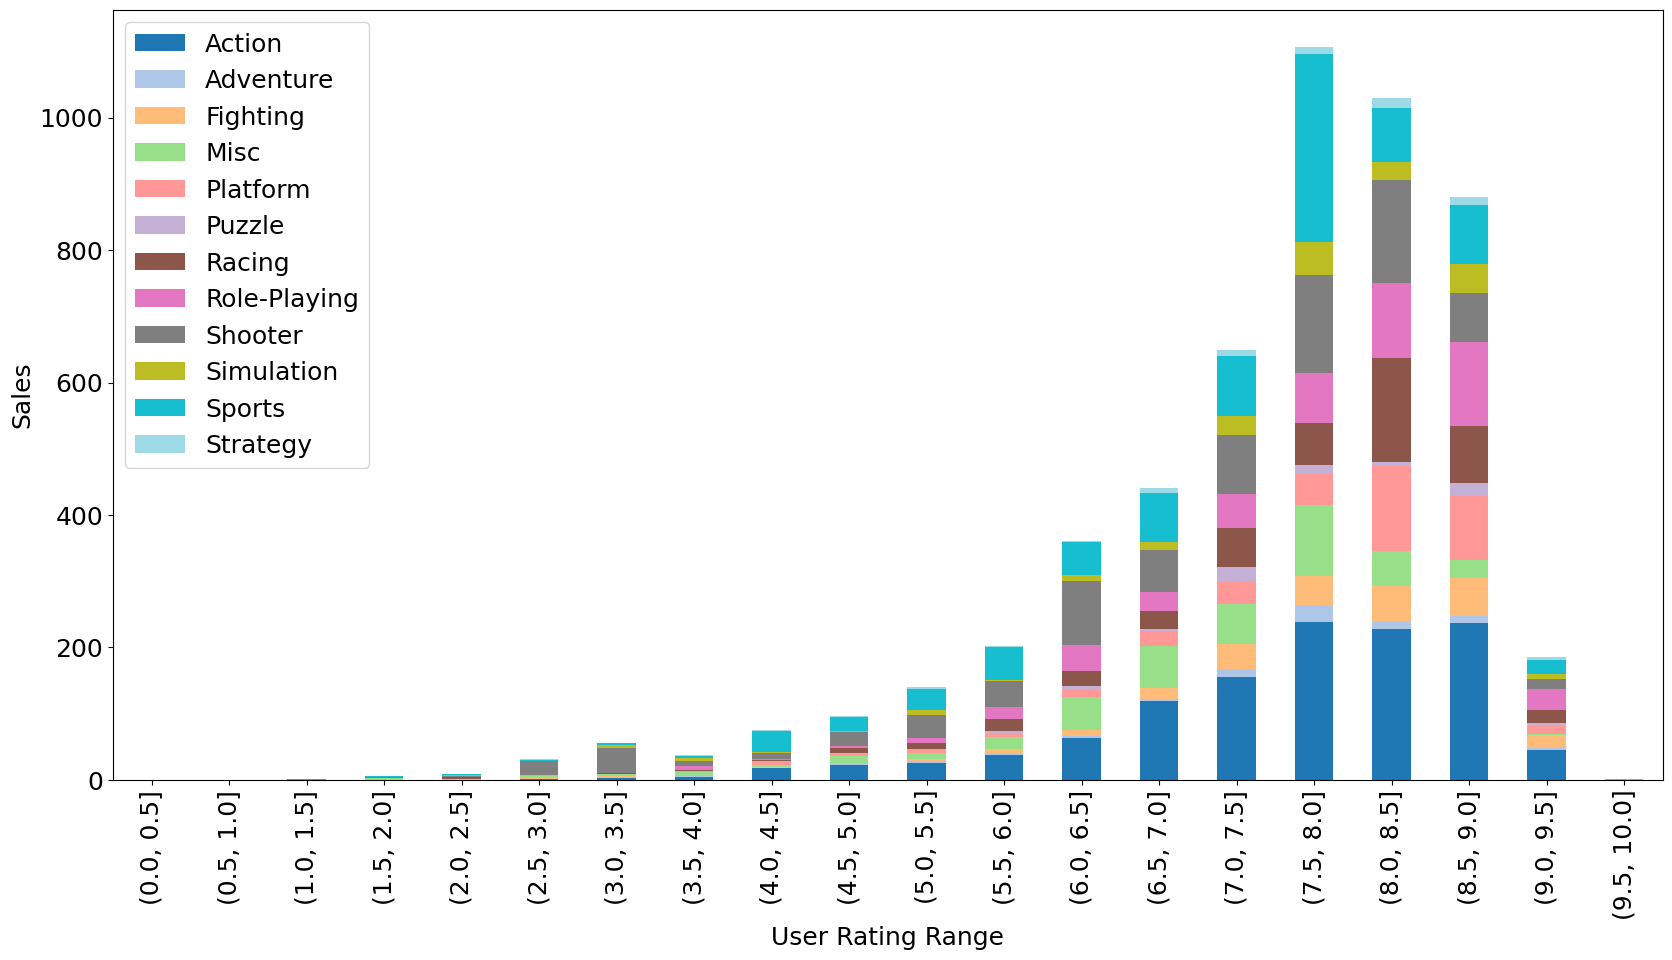 Action
Adventure
Fighting
Misc
Platform
Puzzle
Racing
Role-Playing
Shooter
Simulation
Sports
Strategy
1000
800
600
400
200
0
Sales
(0.0, 0.5]
(0.5, 1.0]
(1.0, 1.5]
(1.5, 2.0]
(2.0, 2.5]
(2.5, 3.0]
(3.0, 3.5]
(3.5, 4.0]
(4.0, 4.5]
(4.5, 5.0]
(5.0, 5.5]
(5.5, 6.0]
(6.0, 6.5]
(6.5, 7.0]
(7.0, 7.5]
(7.5, 8.0]
(8.0, 8.5]
(8.5, 9.0]
(9.0, 9.5]
(9.5, 10.0]
User Rating Range